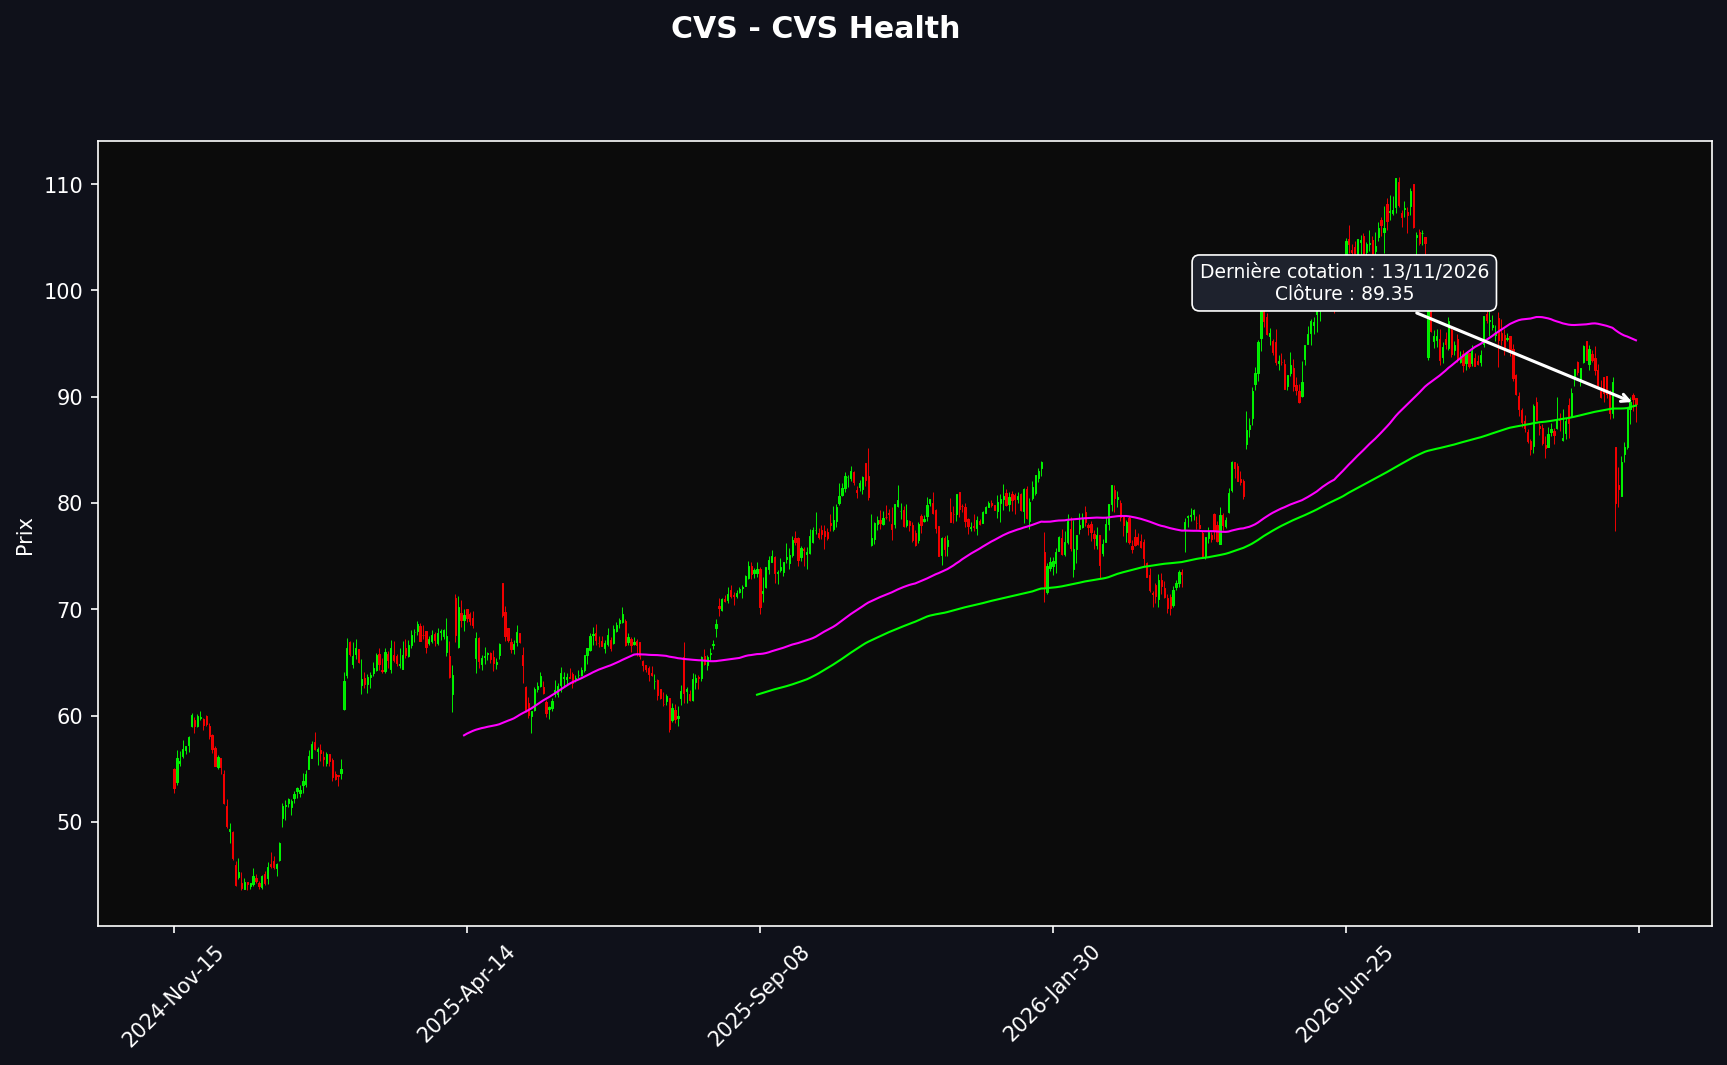 CVS - CVS Health
Prix
110
100
90
80
70
60
50
Dernière cotation : 13/11/2026
Clôture : 89.35
2024-Nov-15
2025-Apr-14
2025-Sep-08
2026-Jan-30
2026-Jun-25